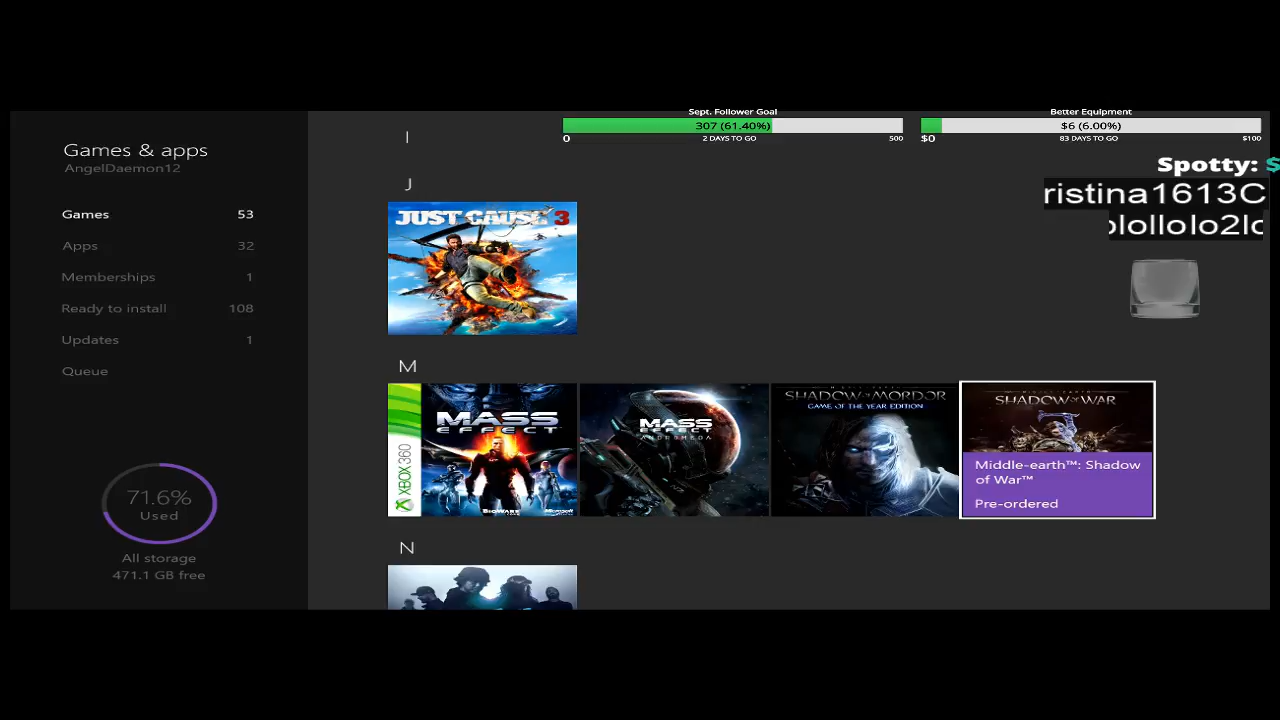 Sept. Follower Goal
307 (61.40%)
0
2 DAYS TO GO
500
Better Equipment
$6 (6.00%)
$0
83 DAYS TO GO
$100
Spotty: $
ristina1613C
Games & apps
AngelDaemon12
Games 53
Apps 32
Memberships 1
Ready to install 108
Updates 1
Queue
71.6%
Used
All storage
471.1 GB free
I
J
JUST CAUSE 3
M
XBOX 360
MASS
EFFECT
BIOWARE
Microsoft
MASS
EFFECT
ANDROMEDA
SHADOW OF MORDOR
GAME OF THE YEAR EDITION
SHADOW OF WAR
Middle-earth™: Shadow
of War™
Pre-ordered
N